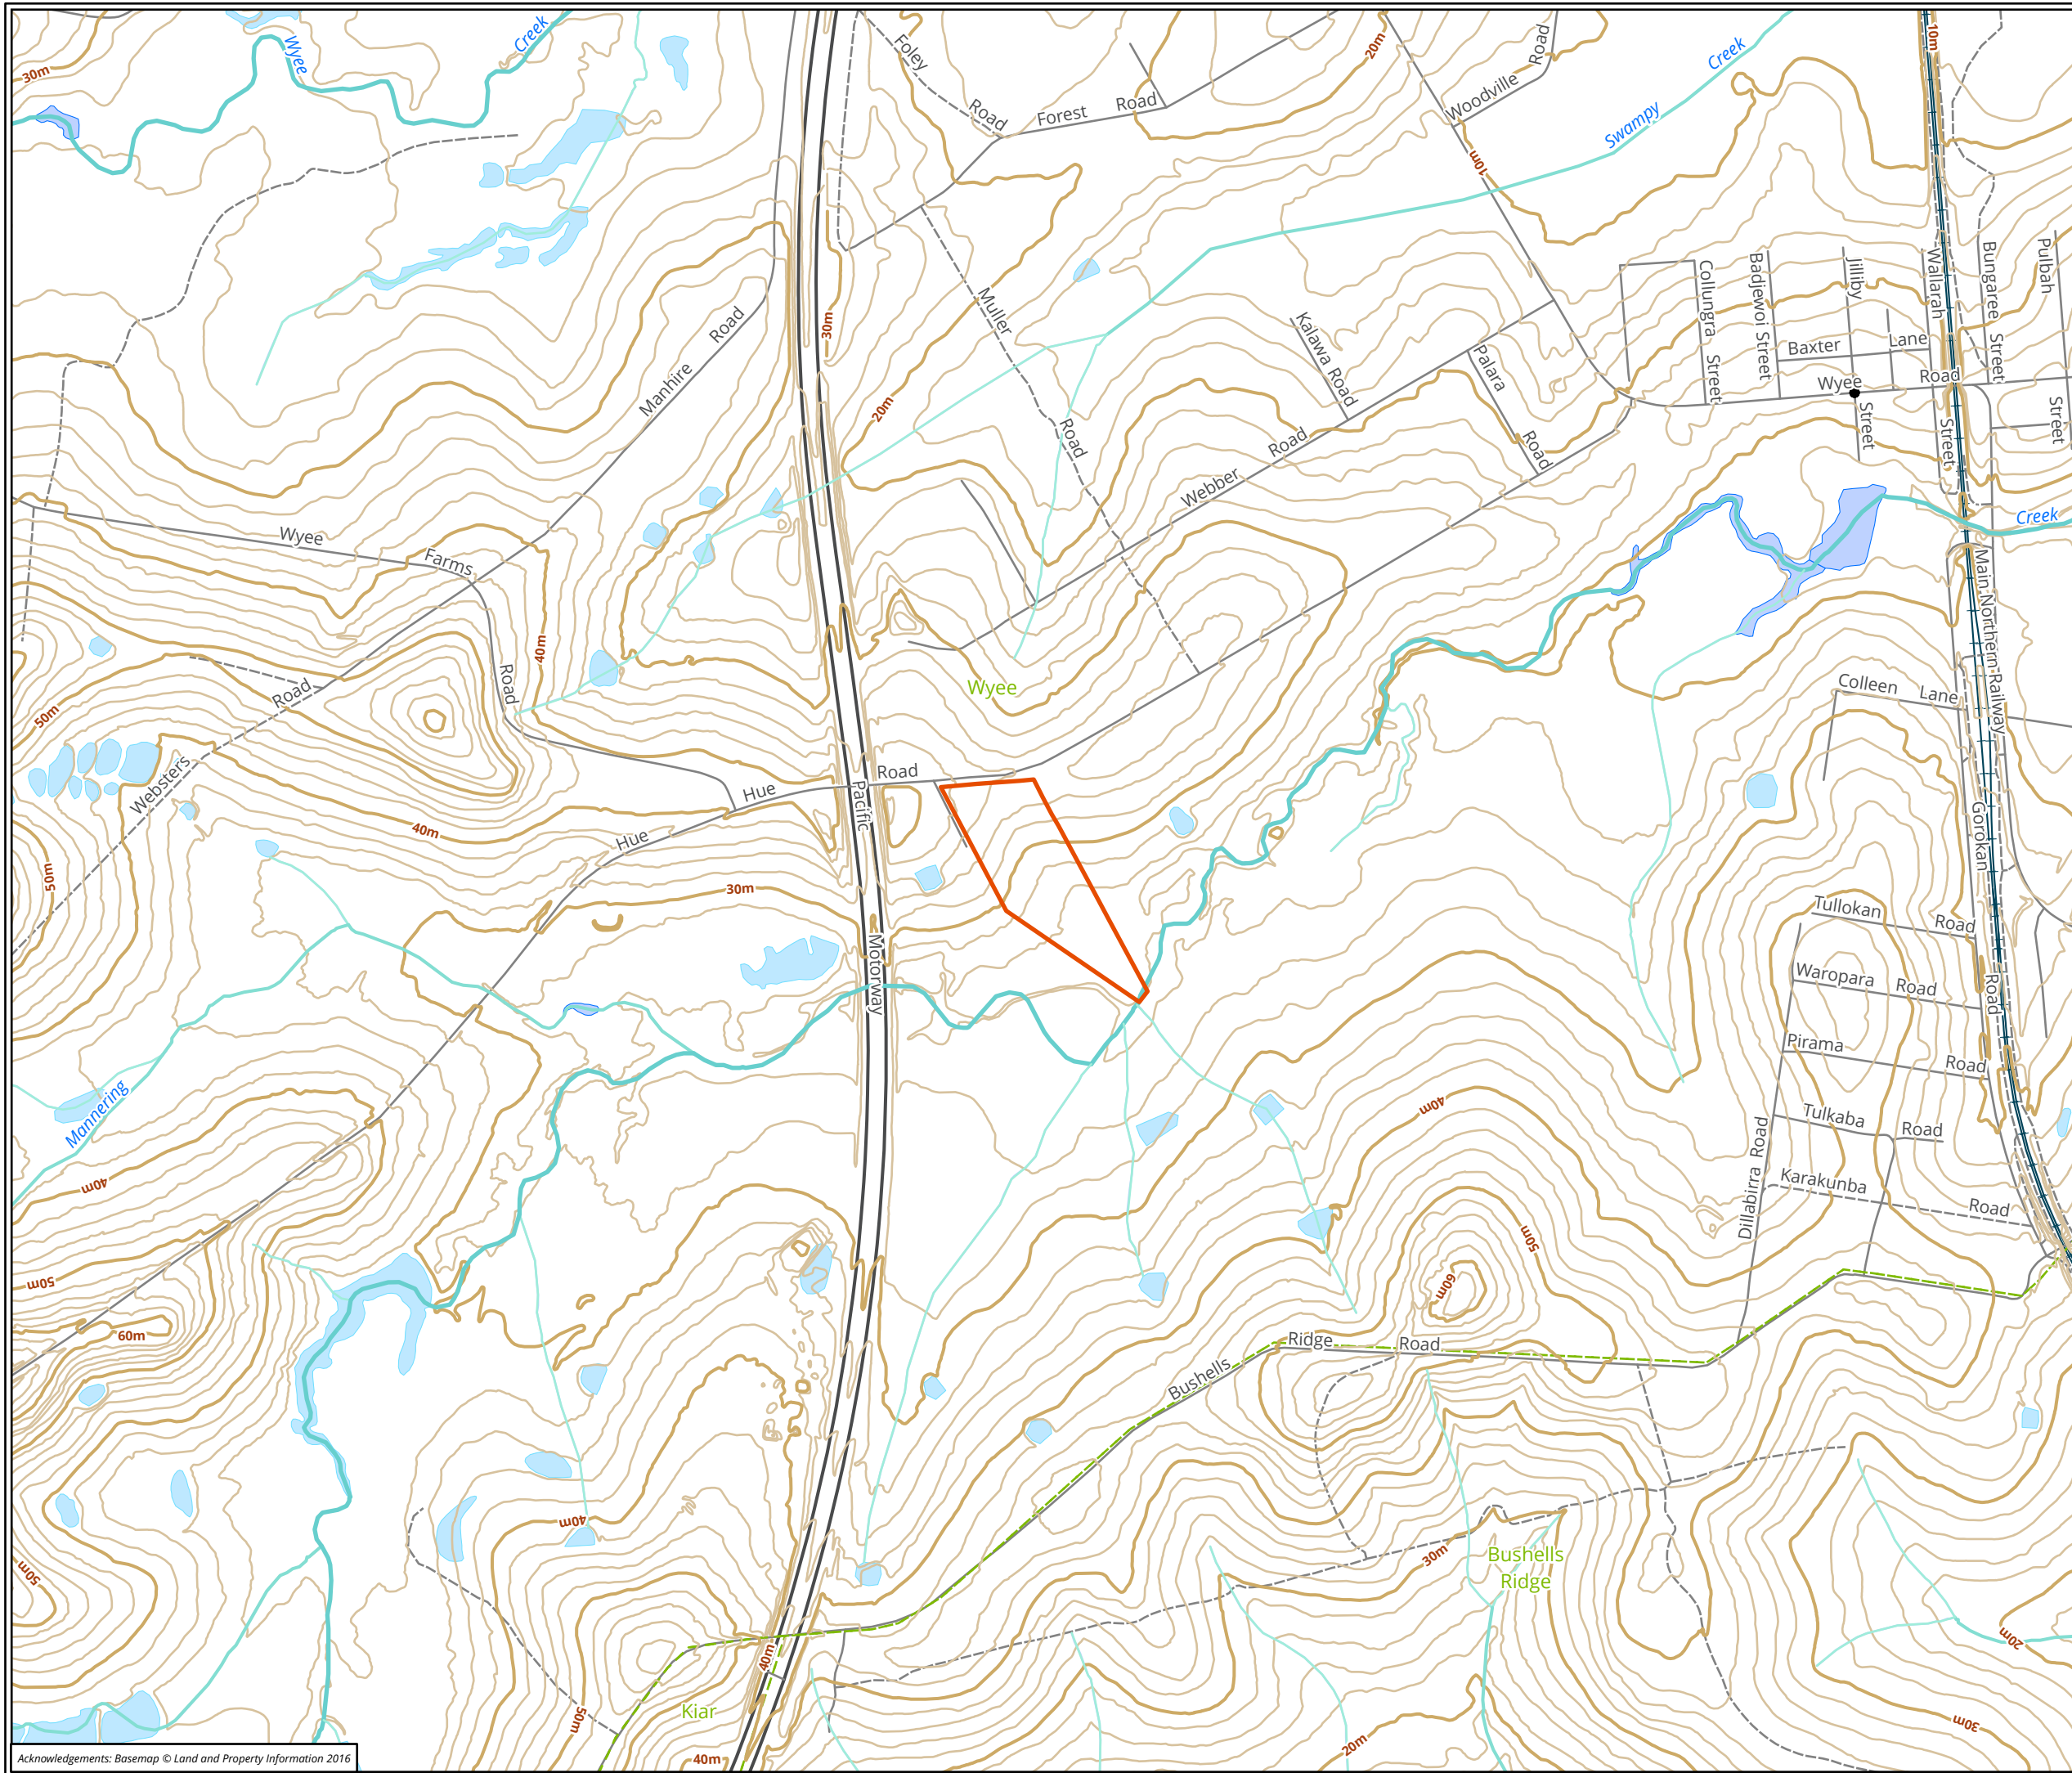 30m
Wyee
Creek
Foley
Road
Forest Road
20m
Woodville Road
10m
Swampy Creek
10m
Manhire Road
30m
20m
Muller Road
Kalawa Road
Palara Road
Webber Road
Collungra Street
Badjewoi Street
Jilliby Street
Wallarah Street
Bungaree Street
Pulbah Street
Baxter Lane
Wyee Road
Creek
Wyee Farms Road
40m
50m
Websters Road
Wyee
Main Northern Railway
Colleen Lane
Hue Road
Hue
Pacific Motorway
40m
50m
30m
Gorokan Road
Tullokan Road
Waropara Road
Pirama Road
Tulkaba Road
Karakunba Road
Dillabirra Road
Mannering
40m
40m
50m
50m
60m
60m
Bushells Ridge Road
40m
50m
30m
Bushells
Ridge
20m
40m
Kiar
50m
40m
20m
30m
Acknowledgements: Basemap © Land and Property Information 2016